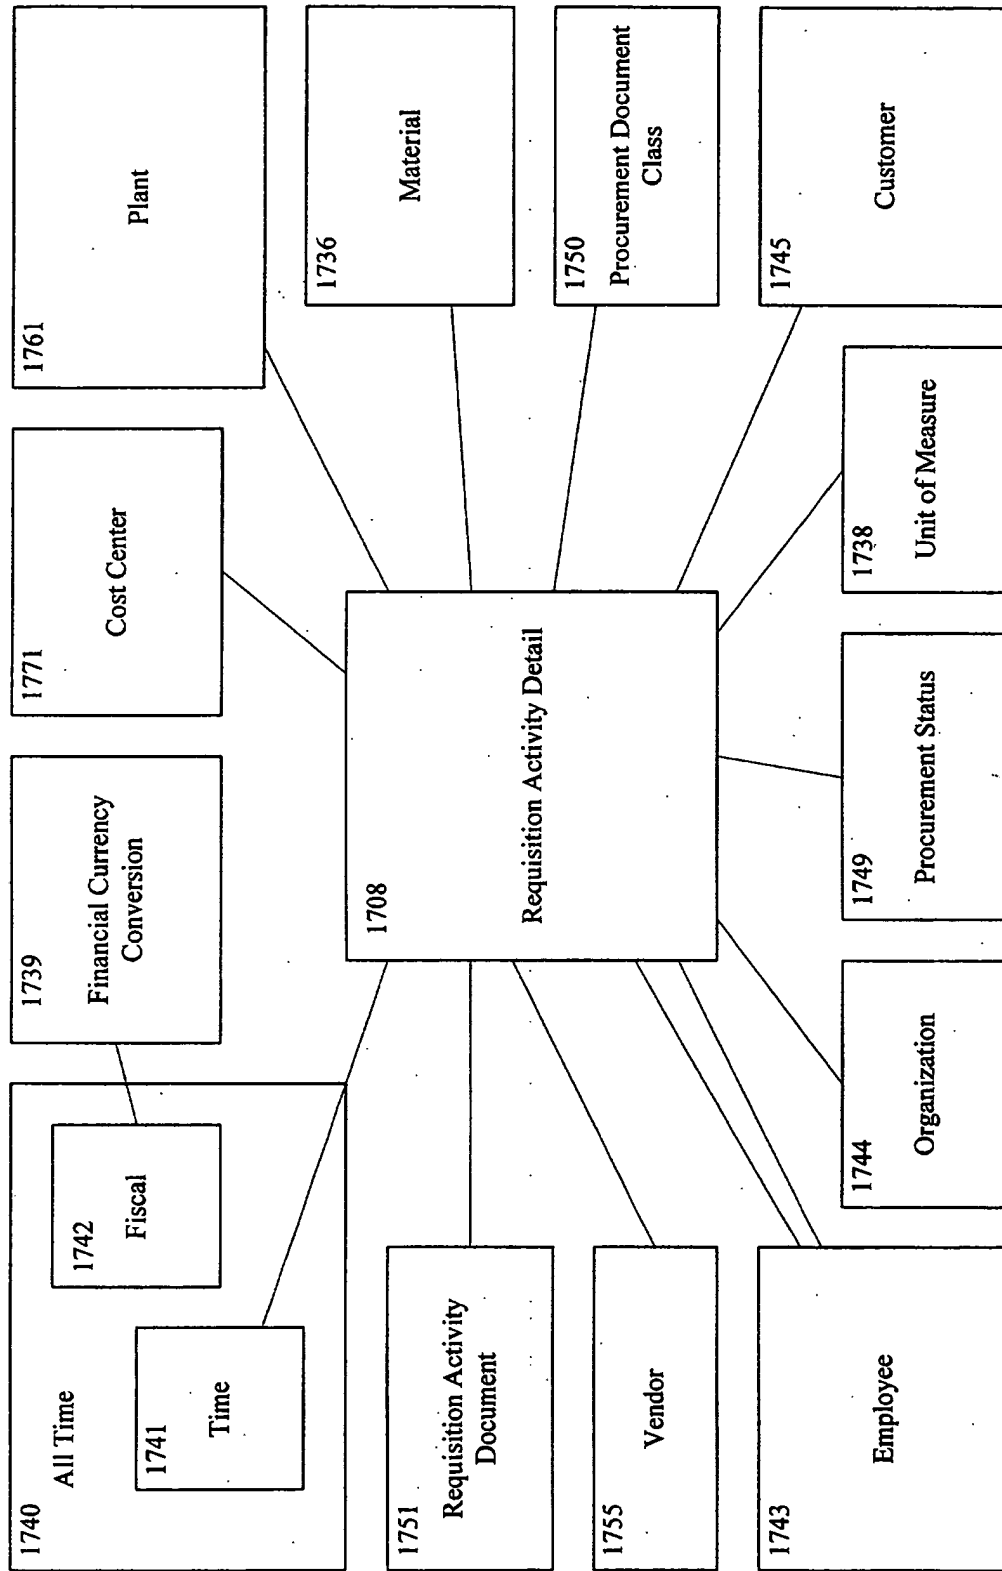 1740
All Time
1741
Time
1742
Fiscal
1739
Financial Currency
Conversion
1771
Cost Center
1761
Plant
1751
Requisition Activity
Document
1708
Requisition Activity Detail
1736
Material
1755
Vendor
1750
Procurement Document
Class
1743
Employee
1744
Organization
1749
Procurement Status
1738
Unit of Measure
1745
Customer